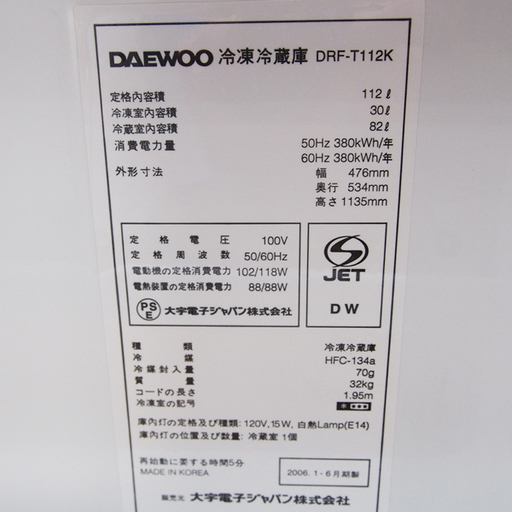 DAEWOO 冷凍冷蔵庫 DRF-T112K
定格内容積 112ℓ
冷凍室内容積 30ℓ
冷蔵室内容積 82ℓ
消費電力量 50Hz 380kWh/年
60Hz 380kWh/年
外形寸法 幅 476mm
奥行 534mm
高さ 1135mm
定格電圧 100V
定格周波数 50/60Hz
電動機の定格消費電力 102/118W
電熱装置の定格消費電力 88/88W
PSE 大宇電子ジャパン株式会社
S
JET
DW
種類 冷凍冷蔵庫
冷媒 HFC-134a
冷媒封入量 70g
質量 32kg
コードの長さ 1.95m
冷凍室の記号
庫内灯の定格及び種類: 120V, 15W, 白熱Lamp(E14)
庫内灯の位置及び数量: 冷蔵室 1個
再始動に要する時間5分
MADE IN KOREA 2006. 1-6月期製
販売元 大宇電子ジャパン株式会社